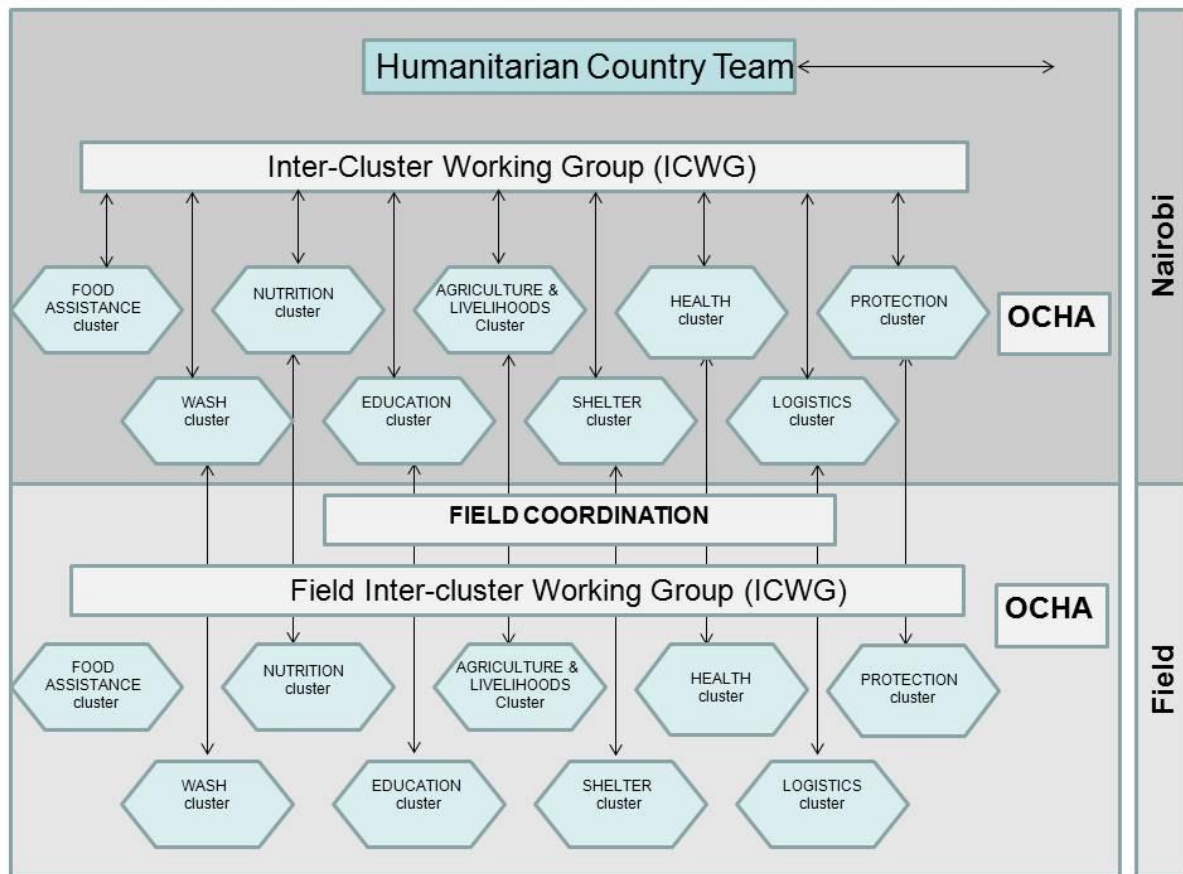 Humanitarian Country Team
Inter-Cluster Working Group (ICWG)
FOOD
ASSISTANCE
cluster
NUTRITION
cluster
AGRICULTURE &
LIVELIHOODS
Cluster
HEALTH
cluster
PROTECTION
cluster
OCHA
Nairobi
WASH
cluster
EDUCATION
cluster
SHELTER
cluster
LOGISTICS
cluster
FIELD COORDINATION
Field Inter-cluster Working Group (ICWG)
OCHA
Field
FOOD
ASSISTANCE
cluster
NUTRITION
cluster
AGRICULTURE &
LIVELIHOODS
Cluster
HEALTH
cluster
PROTECTION
cluster
WASH
cluster
EDUCATION
cluster
SHELTER
cluster
LOGISTICS
cluster